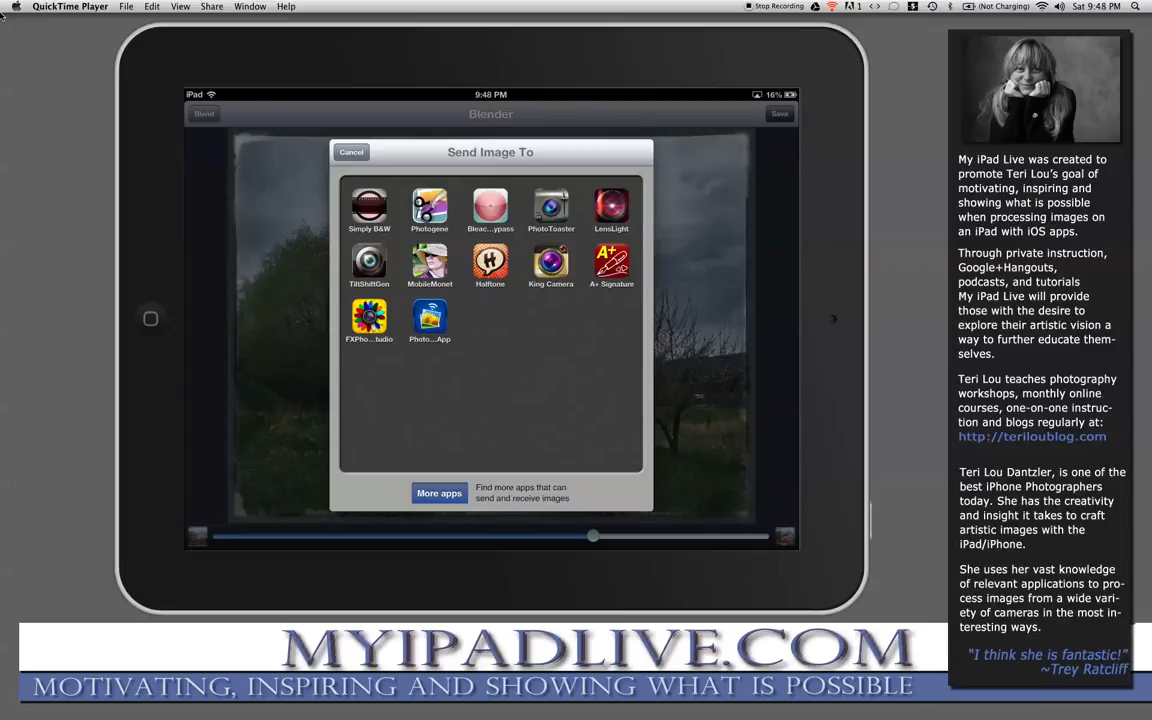 QuickTime Player File Edit View Share Window Help Stop Recording 1 (Not Charging) Sat 9:48 PM
iPad 9:48 PM 16%
Blend Blender Save
Cancel Send Image To
Simply B&W Photogene Bleac...ypass PhotoToaster LensLight
TiltShiftGen MobileMonet Halftone King Camera A+ Signature
FXPho...tudio Photo...App
More apps
Find more apps that can
send and receive images
My iPad Live was created to
promote Teri Lou's goal of
motivating, inspiring and
showing what is possible
when processing images on
an iPad with iOS apps.
Through private instruction,
Google+Hangouts,
podcasts, and tutorials
My iPad Live will provide
those with the desire to
explore their artistic vision a
way to further educate them-
selves.
Teri Lou teaches photography
workshops, monthly online
courses, one-on-one instruc-
tion and blogs regularly at:
http://teriloublog.com
Teri Lou Dantzler, is one of the
best iPhone Photographers
today. She has the creativity
and insight it takes to craft
artistic images with the
iPad/iPhone.
She uses her vast knowledge
of relevant applications to pro-
cess images from a wide vari-
ety of cameras in the most in-
teresting ways.
"I think she is fantastic!"
~Trey Ratcliff
MYIPADLIVE.COM
MOTIVATING, INSPIRING AND SHOWING WHAT IS POSSIBLE